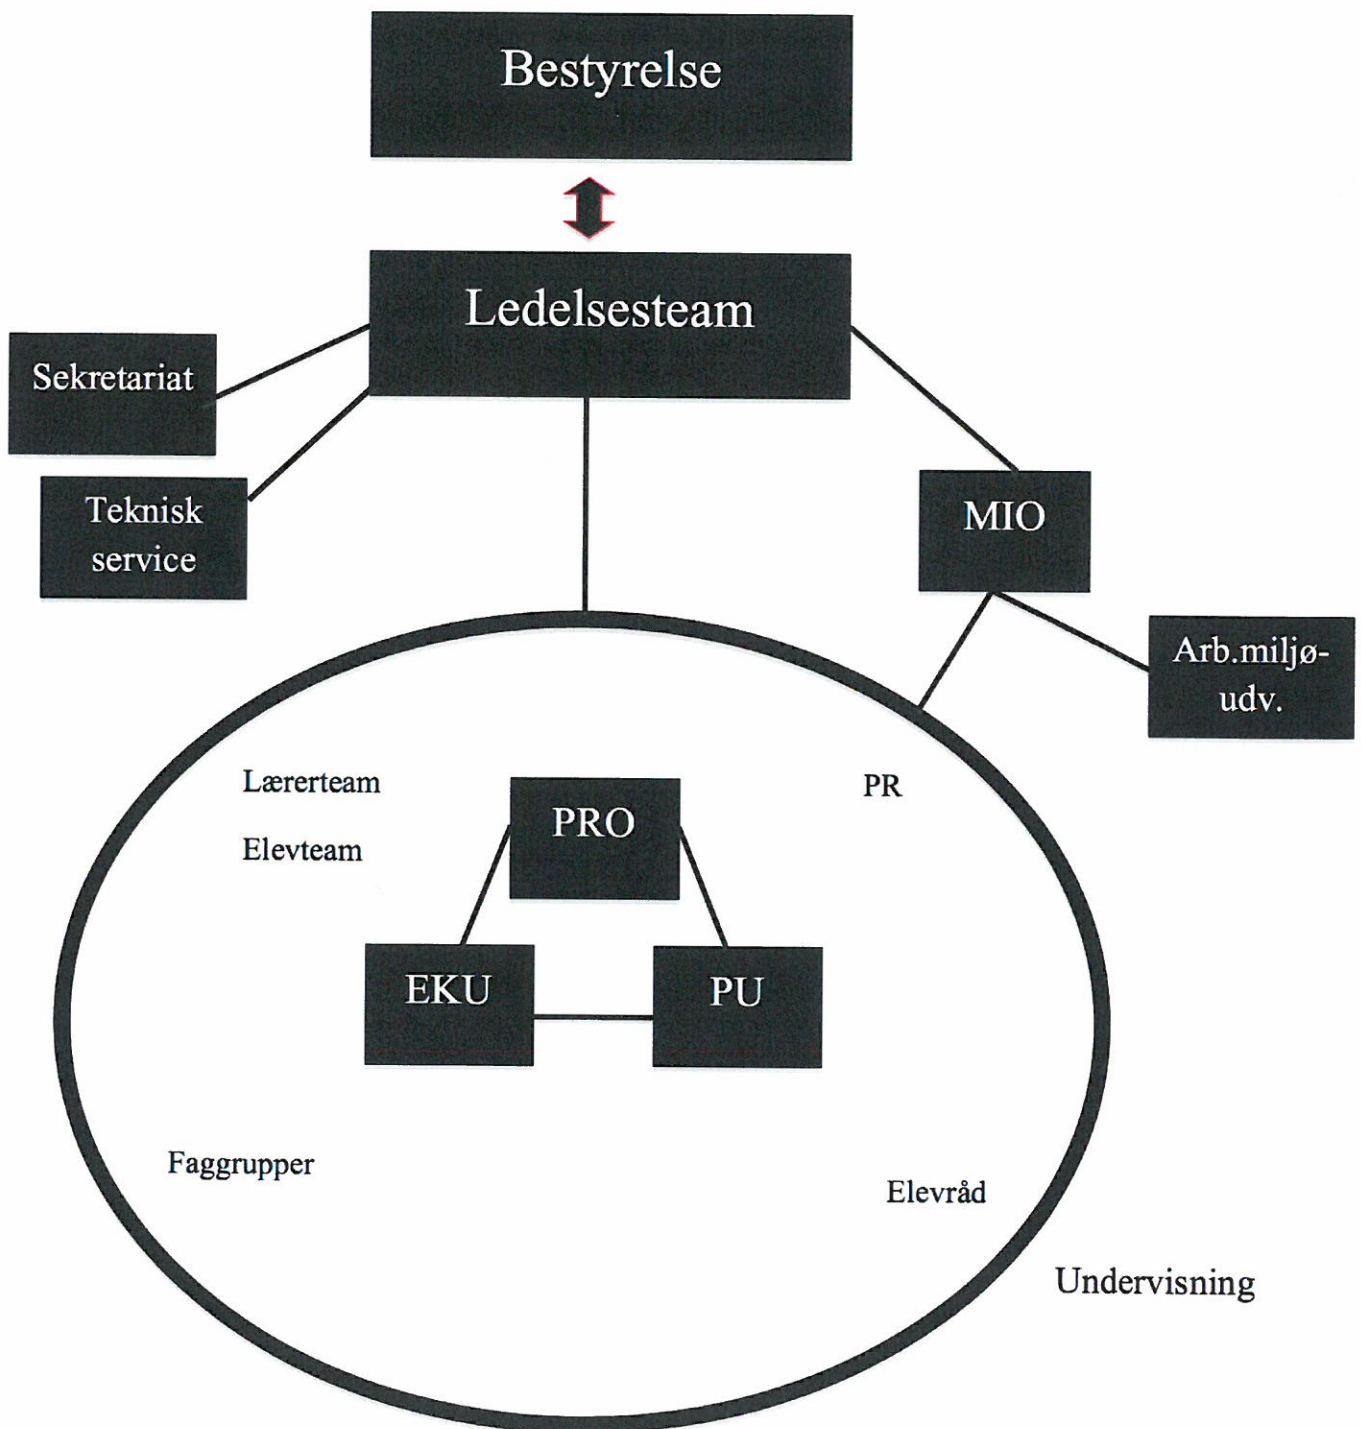 Bestyrelse
Ledelsesteam
Sekretariat
Teknisk
service
MIO
Arb.miljø-
udv.
Lærerteam
Elevteam
PRO
PR
EKU
PU
Faggrupper
Elevråd
Undervisning